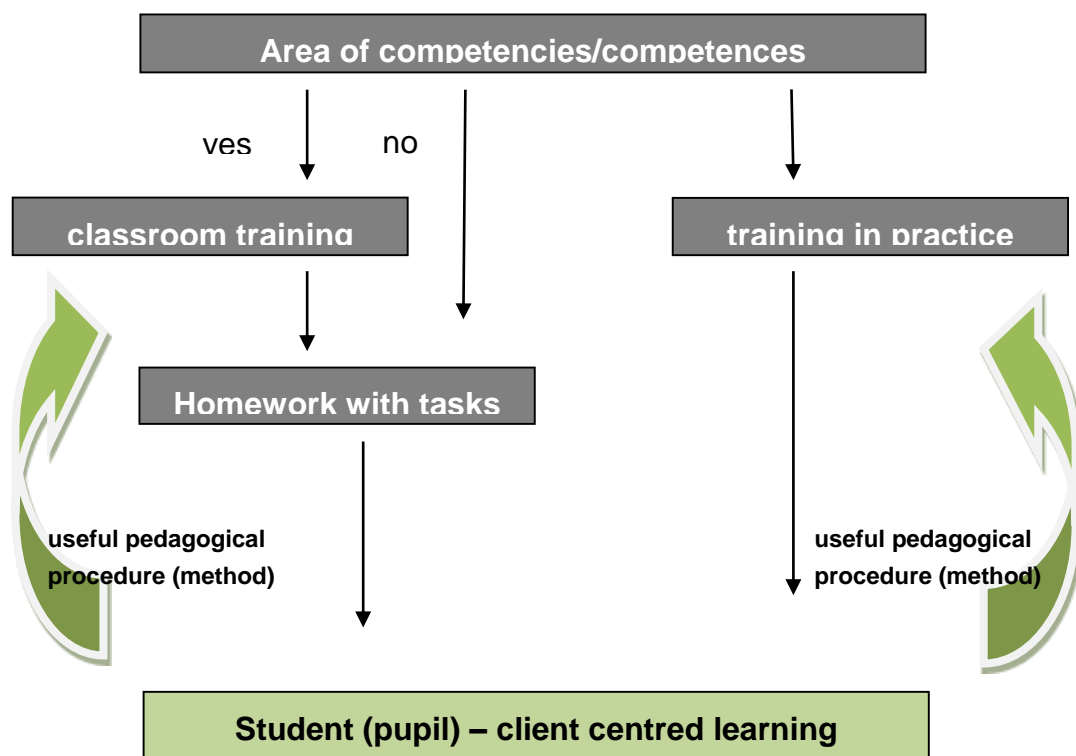 Area of competencies/competences
yes
no
classroom training
training in practice
Homework with tasks
useful pedagogical
procedure (method)
useful pedagogical
procedure (method)
Student (pupil) – client centred learning